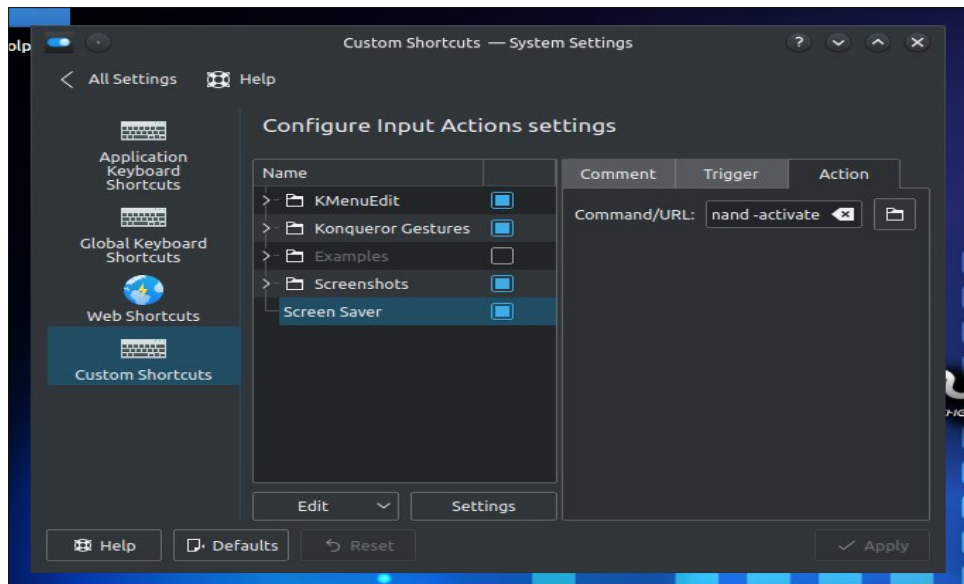 Custom Shortcuts — System Settings
All Settings
Help
Application
Keyboard
Shortcuts
Global Keyboard
Shortcuts
Web Shortcuts
Custom Shortcuts
Configure Input Actions settings
Name
KMenuEdit
Konqueror Gestures
Examples
Screenshots
Screen Saver
Edit
Settings
Comment
Trigger
Action
Command/URL:
nand -activate
Help
Defaults
Reset
Apply